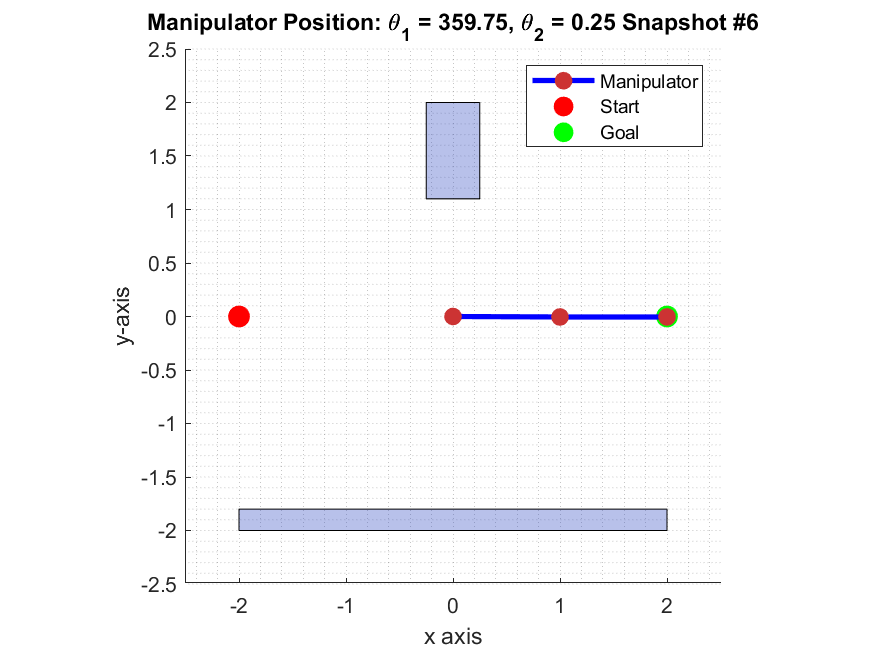 Manipulator Position: θ1 = 359.75, θ2 = 0.25 Snapshot #6
Manipulator
Start
Goal
2.5
2
1.5
1
0.5
0
-0.5
-1
-1.5
-2
-2.5
y-axis
-2 -1 0 1 2
x axis